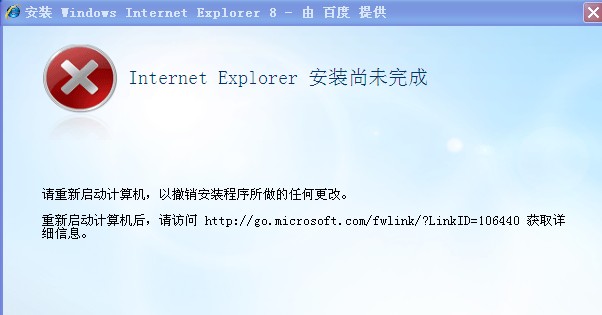 安装 Windows Internet Explorer 8 - 由 百度 提供
Internet Explorer 安装尚未完成
请重新启动计算机，以撤销安装程序所做的任何更改。
重新启动计算机后，请访问 http://go.microsoft.com/fwlink/?LinkID=106440 获取详
细信息。